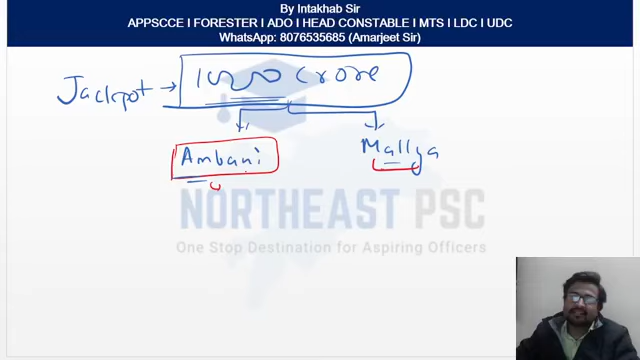 By Intakhab Sir
APPSCCE I FORESTER I ADO I HEAD CONSTABLE I MTS I LDC I UDC
WhatsApp: 8076535685 (Amarjeet Sir)
Jackpot → Crore
Ambani Mallya
NORTHEAST PSC
One Stop Destination for Aspiring Officers